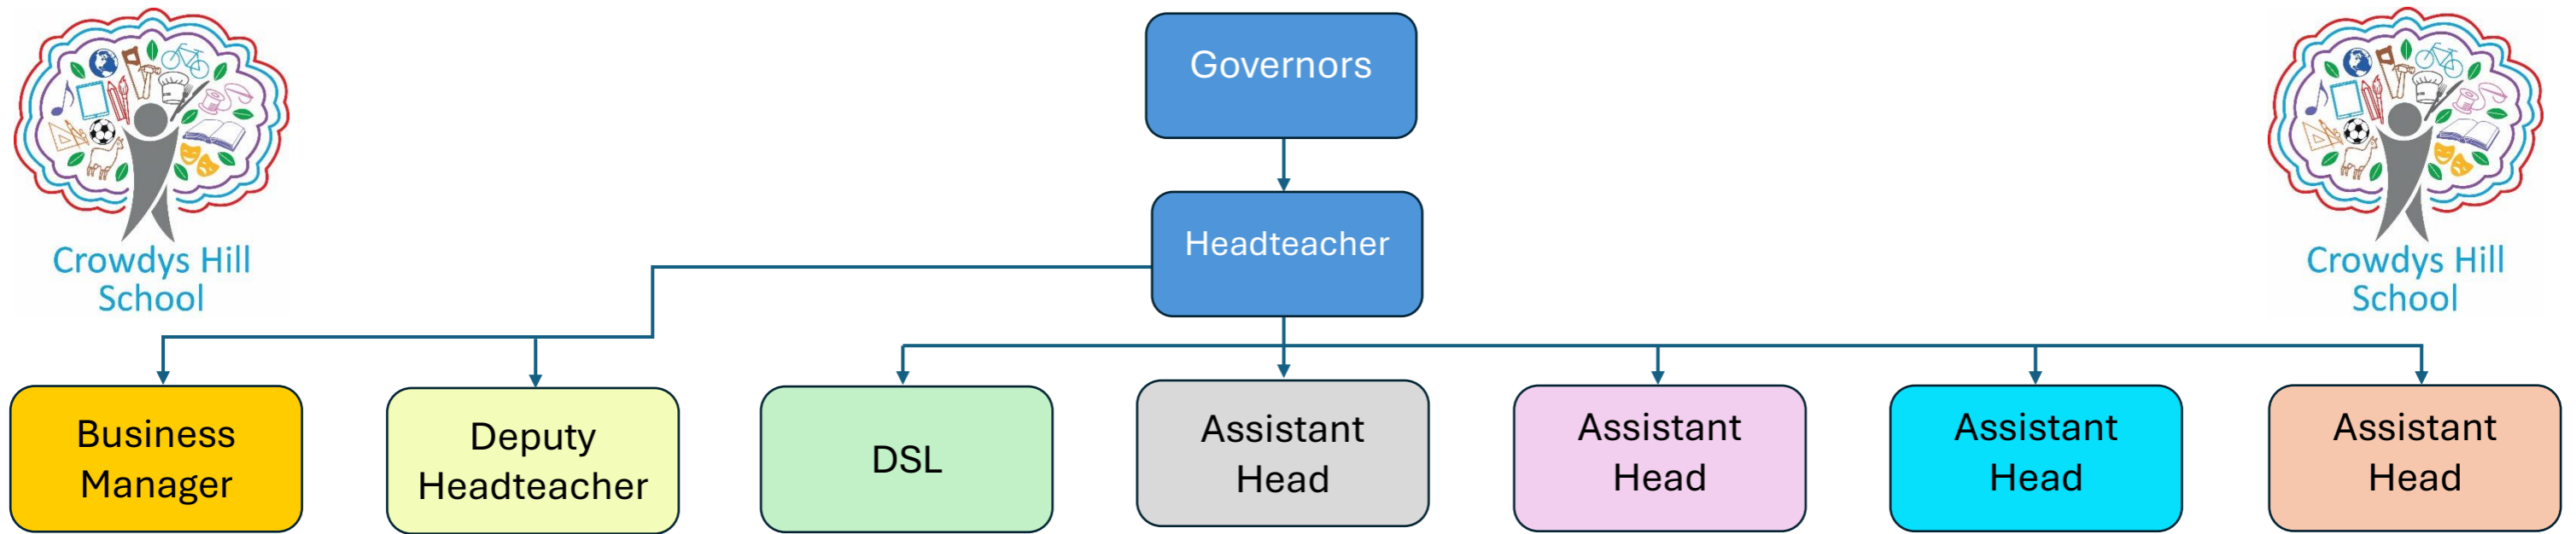 Governors
Crowdys Hill
School
Headteacher
Crowdys Hill
School
Business
Manager
Deputy
Headteacher
DSL
Assistant
Head
Assistant
Head
Assistant
Head
Assistant
Head